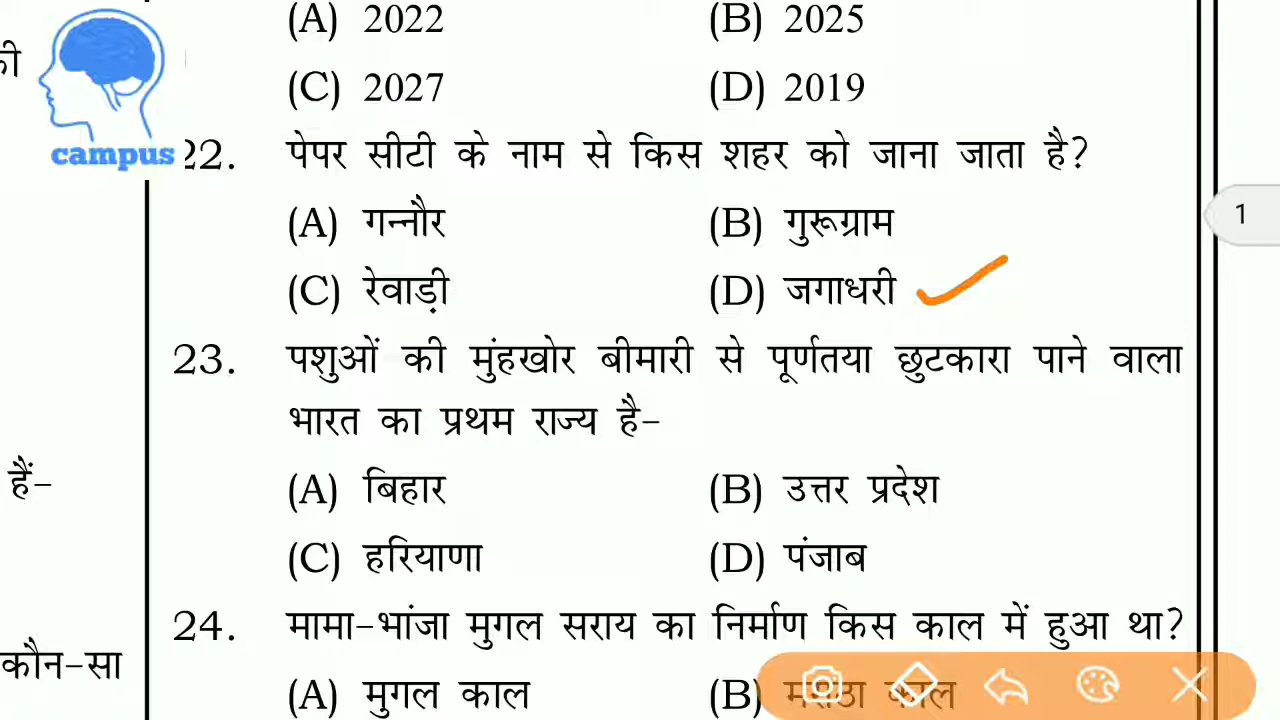 (A) 2022 (B) 2025
की
(C) 2027 (D) 2019
campus
22. पेपर सीटी के नाम से किस शहर को जाना जाता है?
(A) गन्नौर (B) गुरूग्राम
1
(C) रेवाड़ी (D) जगाधरी
23. पशुओं की मुंहखोर बीमारी से पूर्णतया छुटकारा पाने वाला
भारत का प्रथम राज्य है-
हैं-
(A) बिहार (B) उत्तर प्रदेश
(C) हरियाणा (D) पंजाब
24. मामा-भांजा मुगल सराय का निर्माण किस काल में हुआ था?
कौन-सा
(A) मुगल काल (B) मराठा काल